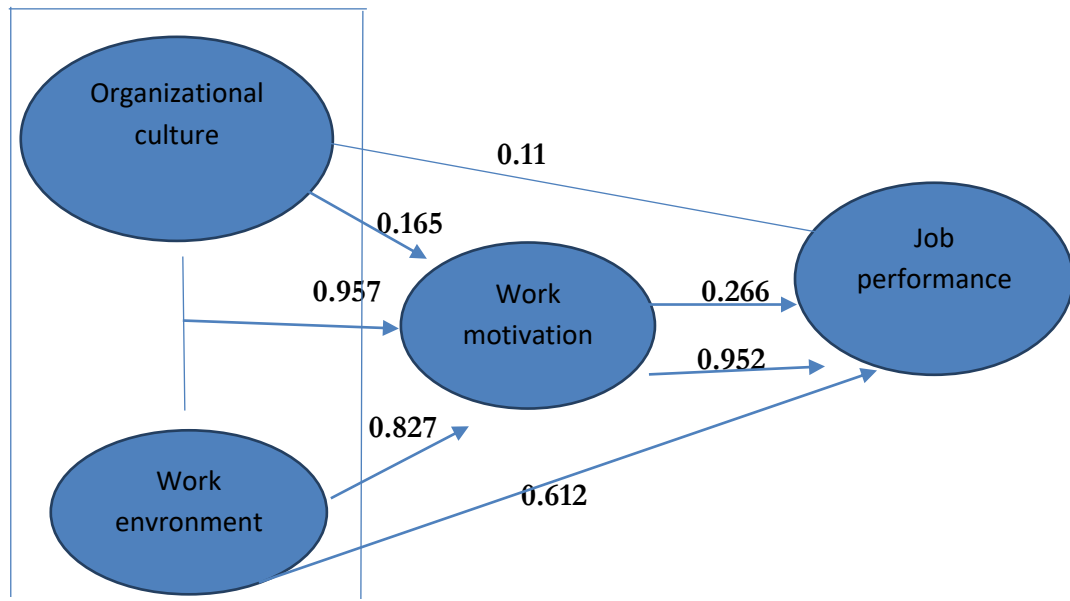 Organizational
culture
0.11
0.165
Job
performance
0.957
Work
motivation
0.266
0.952
0.827
Work
envronment
0.612